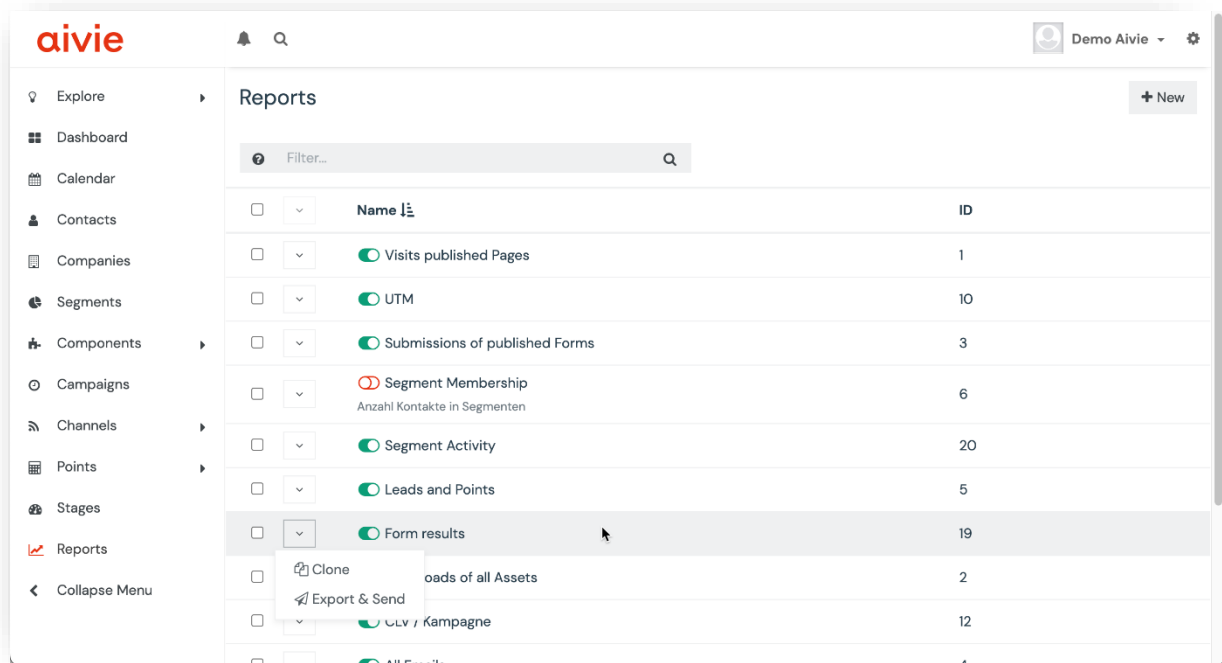 aivie
Demo Aivie
Explore
Reports
+ New
Dashboard
Filter...
Calendar
Contacts
Name
ID
Companies
Visits published Pages
1
Segments
UTM
10
Components
Submissions of published Forms
3
Campaigns
Segment Membership
Anzahl Kontakte in Segmenten
6
Channels
Segment Activity
20
Points
Leads and Points
5
Stages
Form results
19
Reports
Clone
oads of all Assets
2
Collapse Menu
Export & Send
CLV / Kampagne
12
All Emails